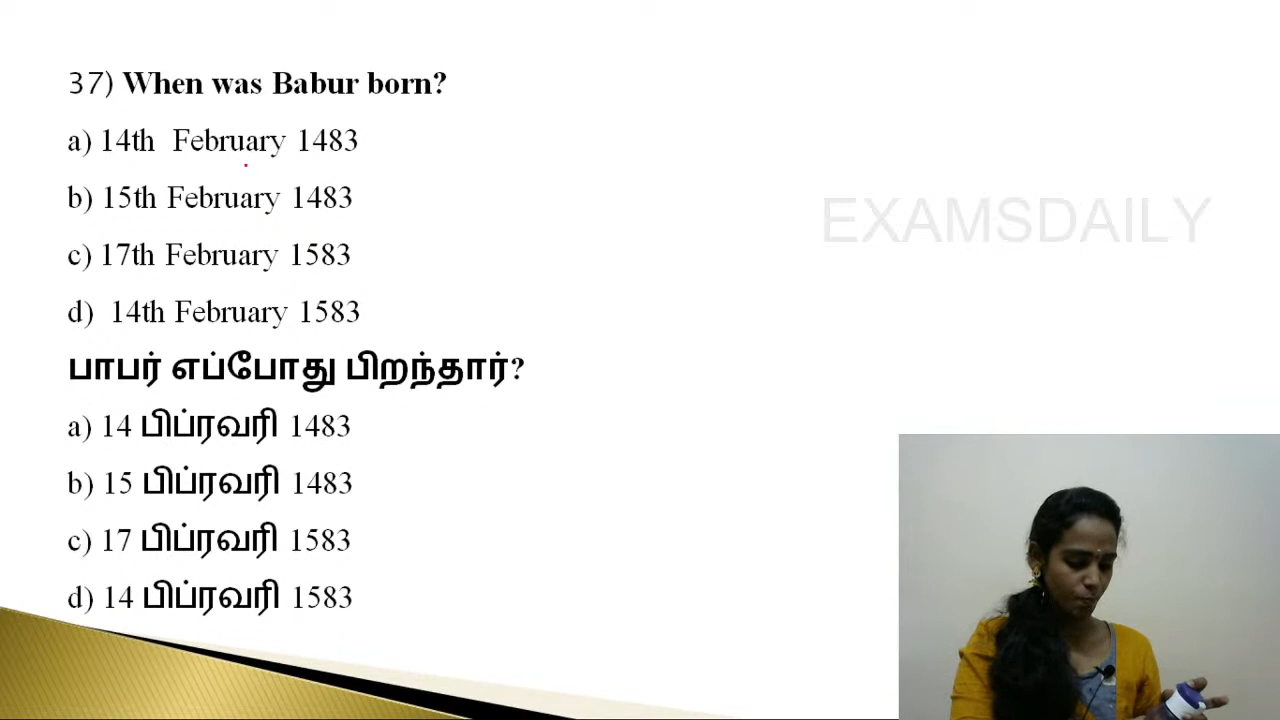 37) When was Babur born?
a) 14th February 1483
b) 15th February 1483
EXAMSDAILY
c) 17th February 1583
d) 14th February 1583
பாபர் எப்போது பிறந்தார்?
a) 14 பிப்ரவரி 1483
b) 15 பிப்ரவரி 1483
c) 17 பிப்ரவரி 1583
d) 14 பிப்ரவரி 1583